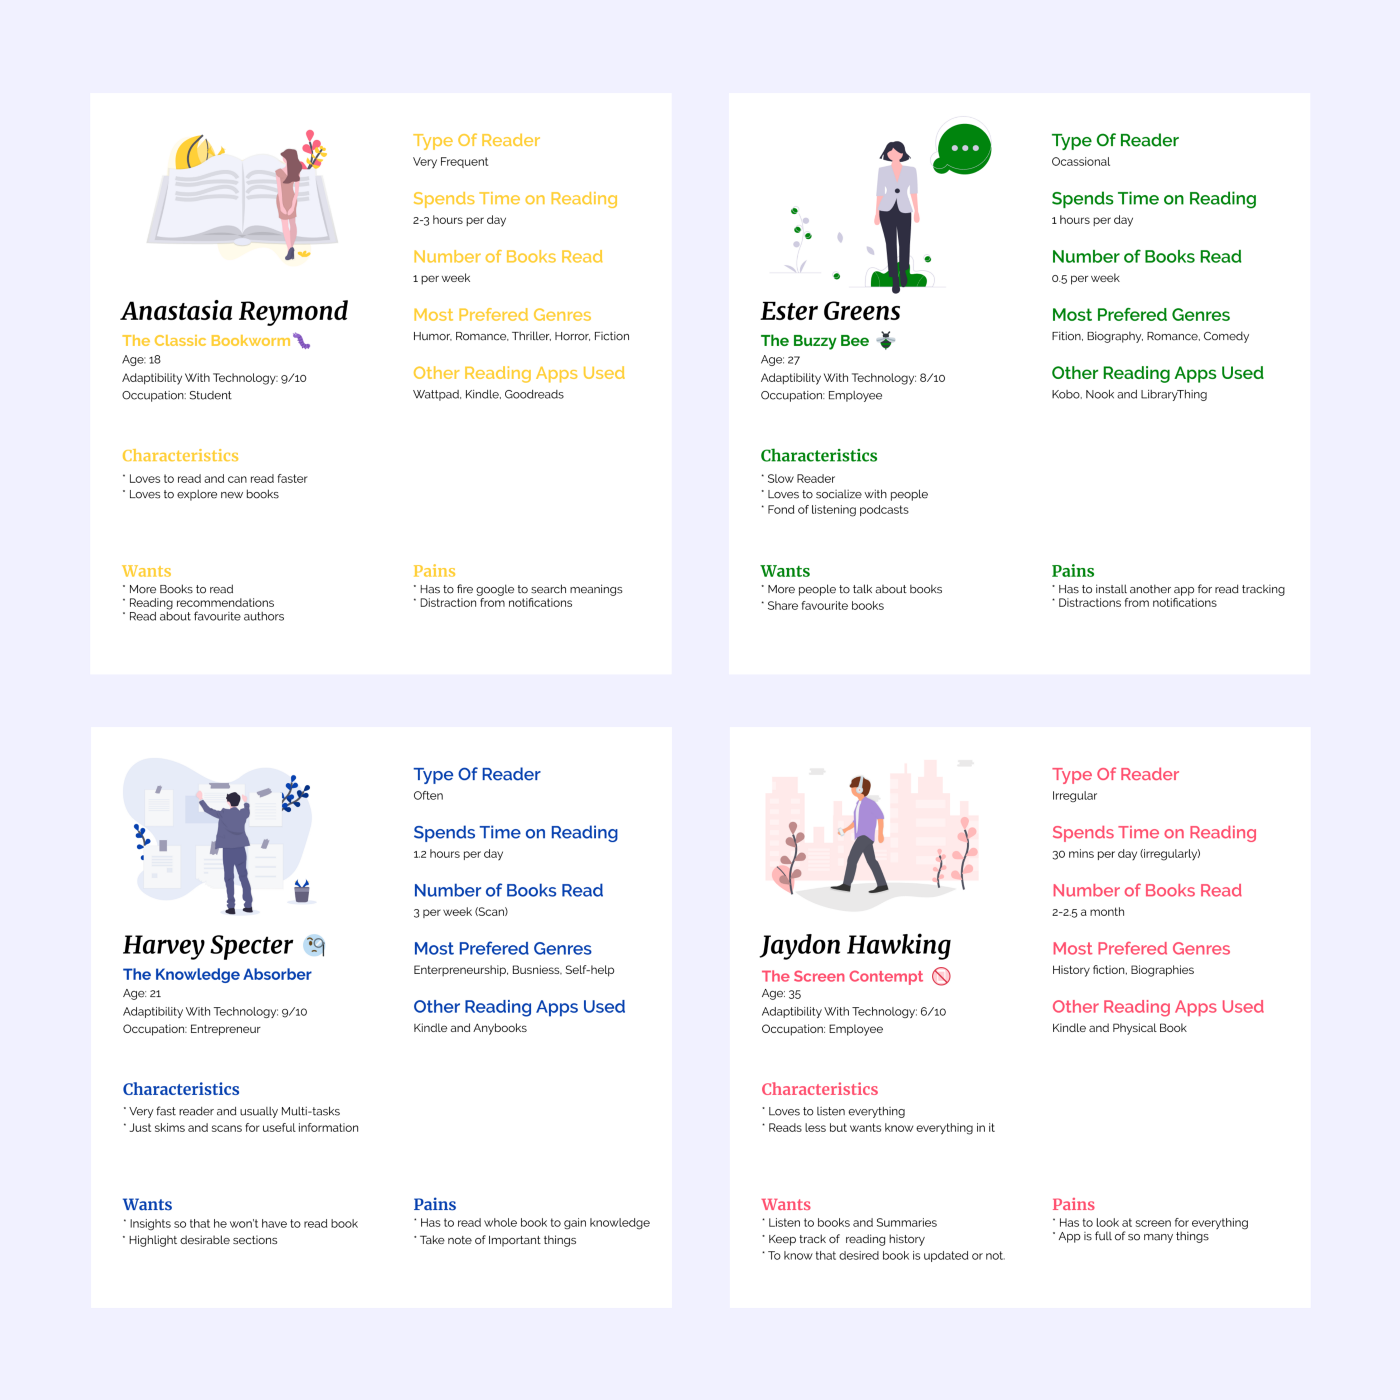 Anastasia Reymond
The Classic Bookworm
Age: 18
Adaptibility With Technology: 9/10
Occupation: Student
Type Of Reader
Very Frequent
Spends Time on Reading
2-3 hours per day
Number of Books Read
1 per week
Most Prefered Genres
Humor, Romance, Thriller, Horror, Fiction
Other Reading Apps Used
Wattpad, Kindle, Goodreads
Characteristics
* Loves to read and can read faster
* Loves to explore new books
Wants
* More Books to read
* Reading recommendations
* Read about favourite authors
Pains
* Has to fire google to search meanings
* Distraction from notifications
Ester Greens
The Buzzy Bee
Age: 27
Adaptibility With Technology: 8/10
Occupation: Employee
Type Of Reader
Ocassional
Spends Time on Reading
1 hours per day
Number of Books Read
0.5 per week
Most Prefered Genres
Fition, Biography, Romance, Comedy
Other Reading Apps Used
Kobo, Nook and LibraryThing
Characteristics
* Slow Reader
* Loves to socialize with people
* Fond of listening podcasts
Wants
* More people to talk about books
* Share favourite books
Pains
* Has to install another app for read tracking
* Distractions from notifications
Harvey Specter
The Knowledge Absorber
Age: 21
Adaptibility With Technology: 9/10
Occupation: Entrepreneur
Type Of Reader
Often
Spends Time on Reading
1.2 hours per day
Number of Books Read
3 per week (Scan)
Most Prefered Genres
Enterpreneurship, Busniess, Self-help
Other Reading Apps Used
Kindle and Anybooks
Characteristics
* Very fast reader and usually Multi-tasks
* Just skims and scans for useful information
Wants
* Insights so that he won't have to read book
* Highlight desirable sections
Pains
* Has to read whole book to gain knowledge
* Take note of Important things
Jaydon Hawking
The Screen Contempt
Age: 35
Adaptibility With Technology: 6/10
Occupation: Employee
Type Of Reader
Irregular
Spends Time on Reading
30 mins per day (irregularly)
Number of Books Read
2-2.5 a month
Most Prefered Genres
History fiction, Biographies
Other Reading Apps Used
Kindle and Physical Book
Characteristics
* Loves to listen everything
* Reads less but wants know everything in it
Wants
* Listen to books and Summaries
* Keep track of  reading history
* To know that desired book is updated or not.
Pains
* Has to look at screen for everything
* App is full of so many things